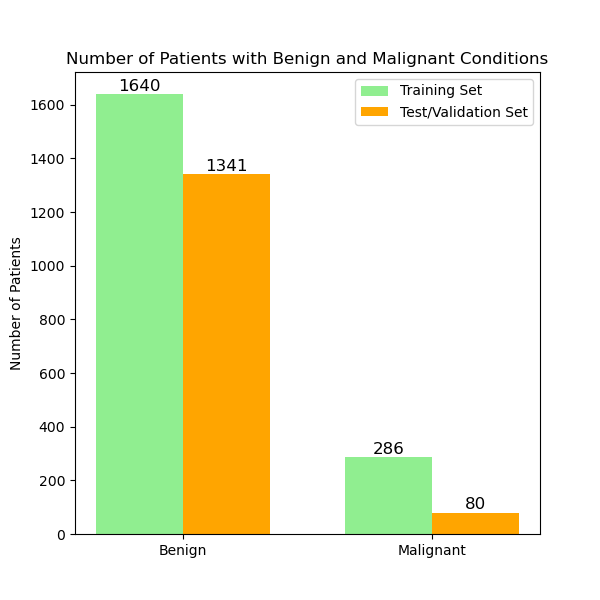 Number of Patients with Benign and Malignant Conditions
1640
1341
286
80
Training Set
Test/Validation Set
Number of Patients
1600
1400
1200
1000
800
600
400
200
0
Benign
Malignant